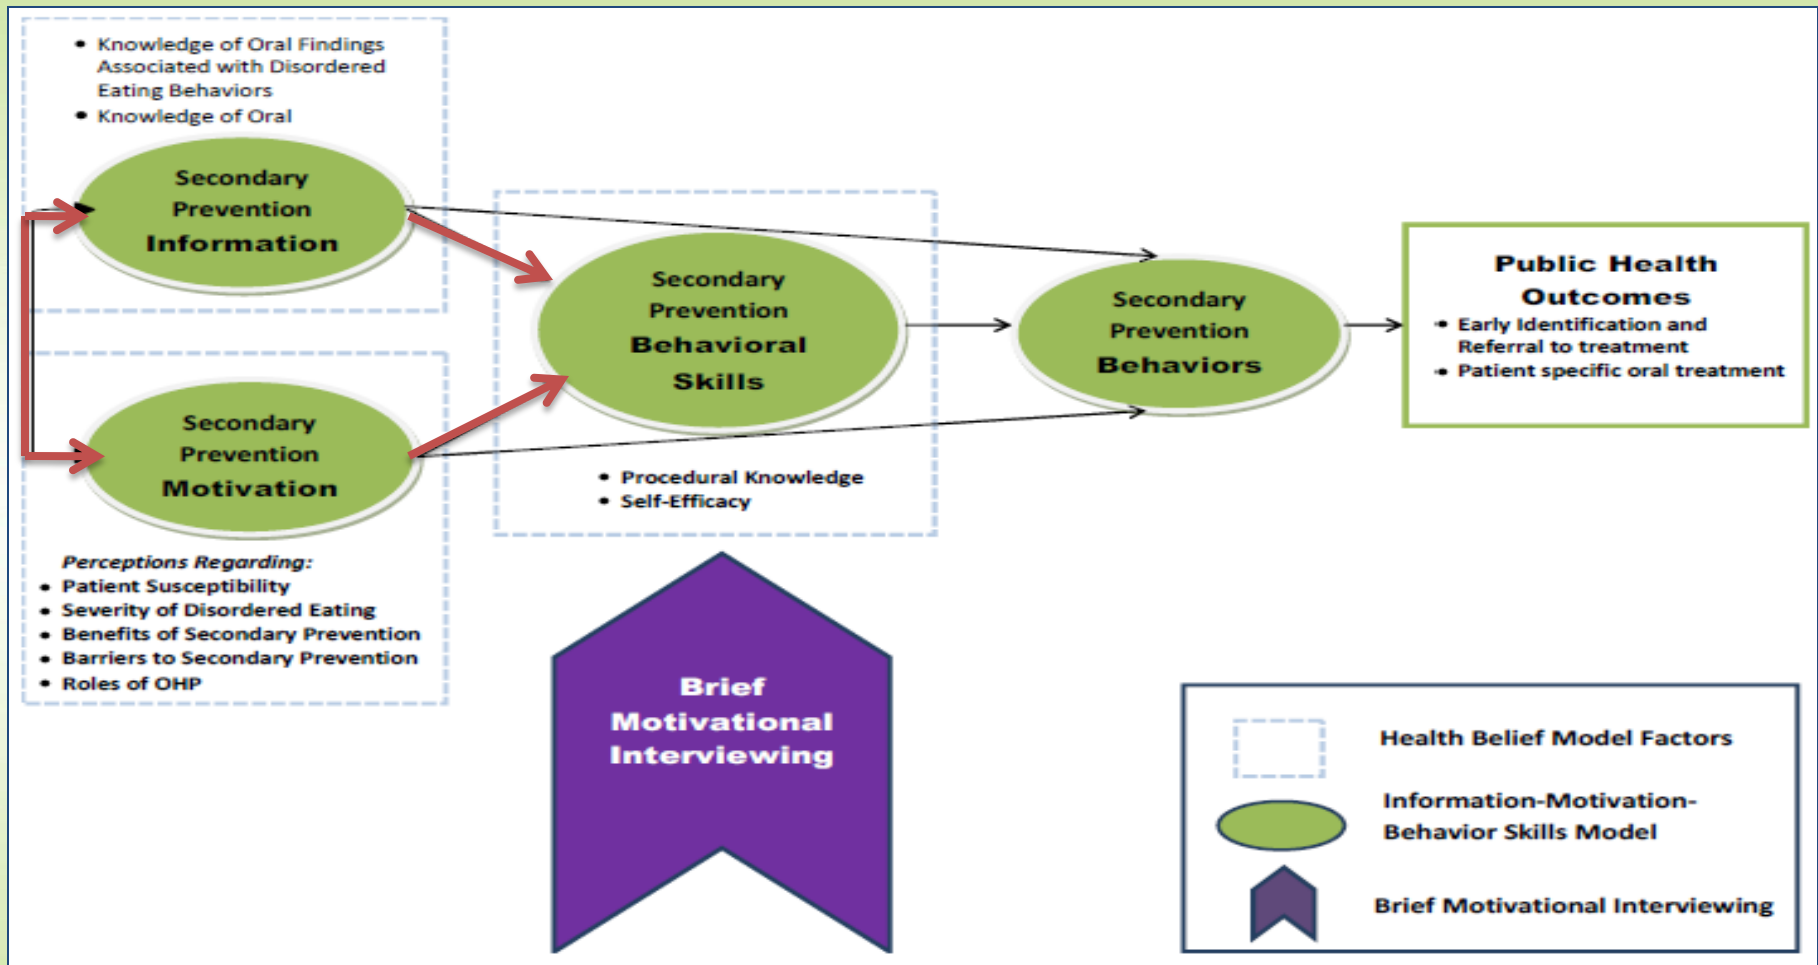 • Knowledge of Oral Findings
Associated with Disordered
Eating Behaviors
• Knowledge of Oral
Secondary
Prevention
Information
Secondary
Prevention
Motivation
Perceptions Regarding:
• Patient Susceptibility
• Severity of Disordered Eating
• Benefits of Secondary Prevention
• Barriers to Secondary Prevention
• Roles of OHP
Secondary
Prevention
Behavioral
Skills
• Procedural Knowledge
• Self-Efficacy
Brief
Motivational
Interviewing
Secondary
Prevention
Behaviors
Public Health
Outcomes
• Early Identification and
Referral to treatment
• Patient specific oral treatment
Health Belief Model Factors
Information-Motivation-
Behavior Skills Model
Brief Motivational Interviewing